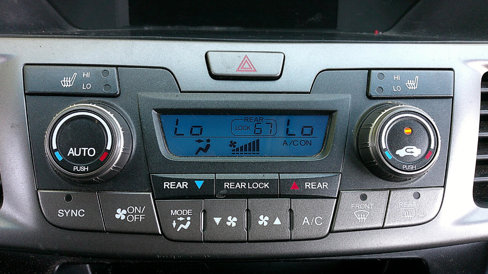 HI
LO
HI
LO
REAR
Lo LOCK 67 Lo
A/C ON
AUTO
PUSH
PUSH
REAR REAR LOCK REAR
SYNC ON/OFF MODE A/C FRONT REAR